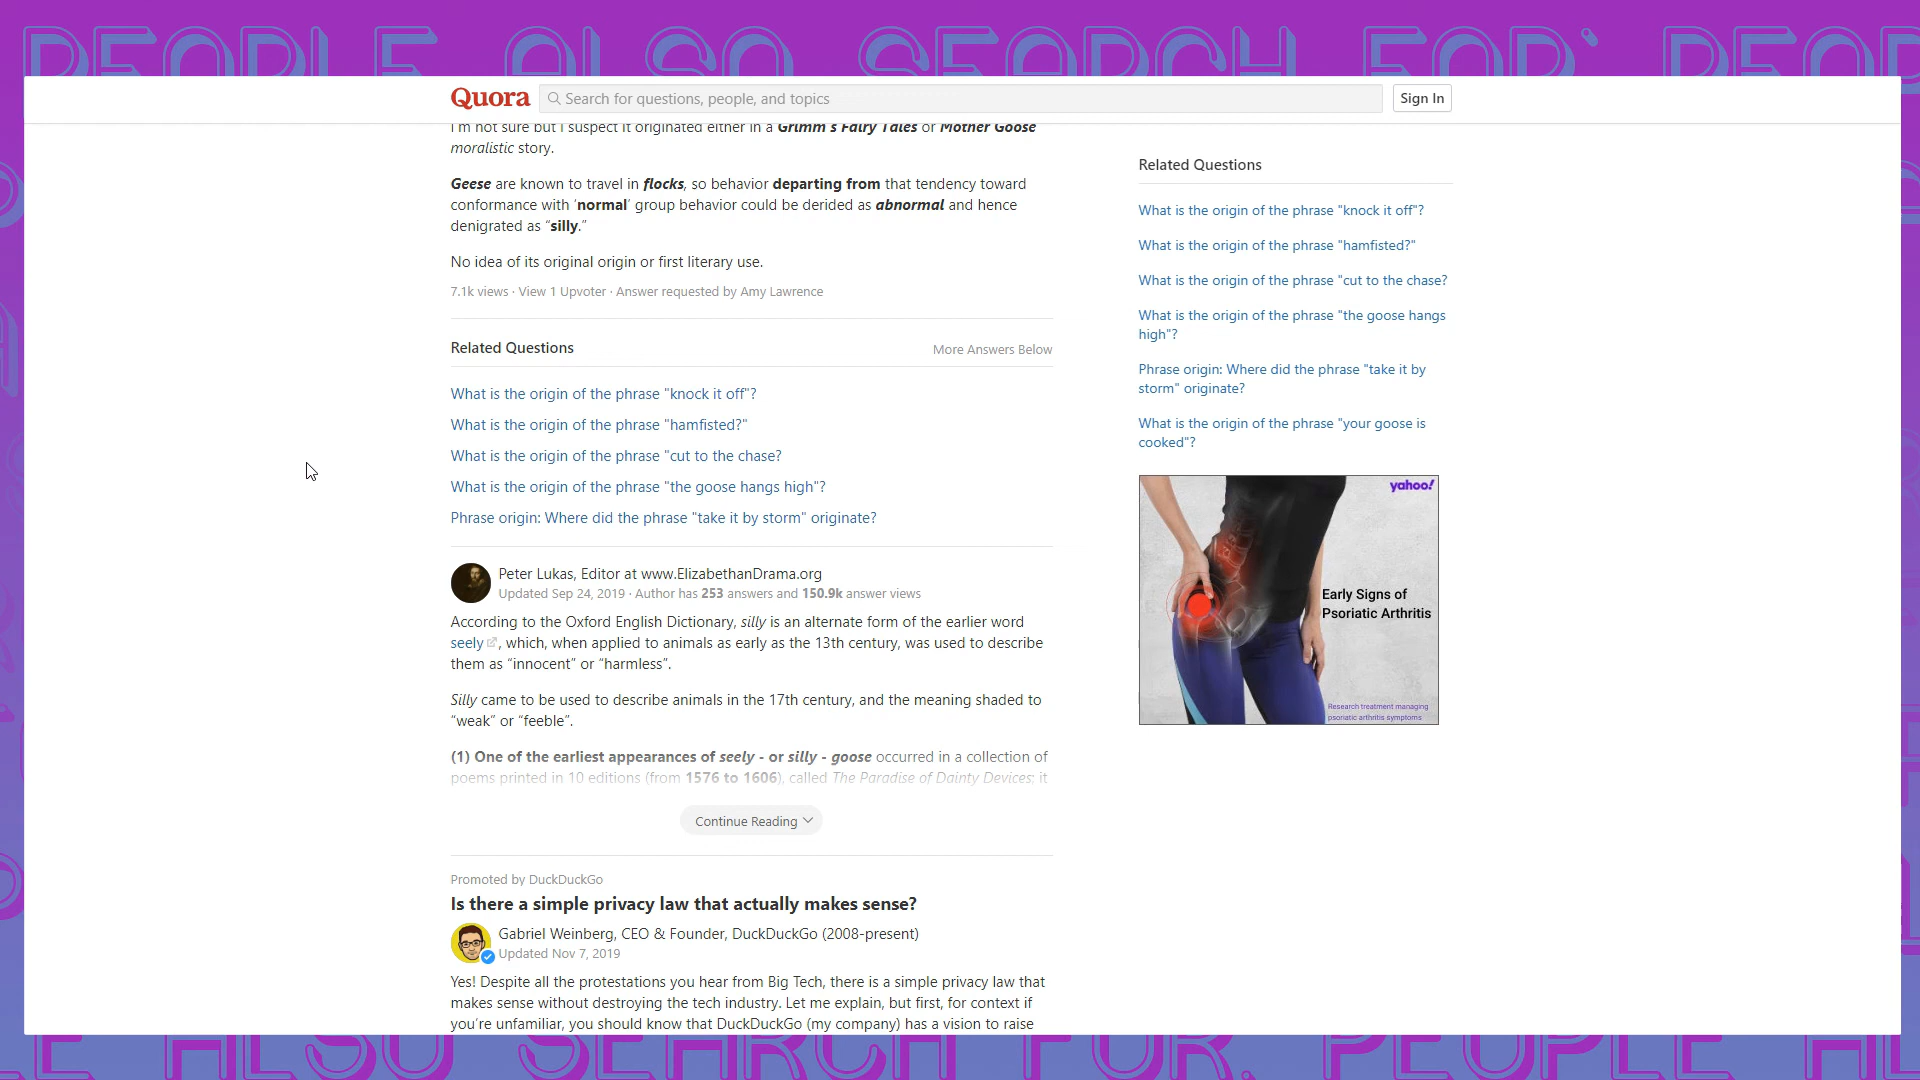 PEOPLE ALSO SEARCH FOR: PEOP
Quora
Search for questions, people, and topics
Sign In
I'm not sure but I suspect it originated either in a Grimm's Fairy Tales or Mother Goose
moralistic story.
Geese are known to travel in flocks, so behavior departing from that tendency toward
conformance with 'normal' group behavior could be derided as abnormal and hence
denigrated as “silly.”
No idea of its original origin or first literary use.
7.1k views · View 1 Upvoter · Answer requested by Amy Lawrence
Related Questions
More Answers Below
What is the origin of the phrase "knock it off"?
What is the origin of the phrase "hamfisted?"
What is the origin of the phrase "cut to the chase?
What is the origin of the phrase "the goose hangs high"?
Phrase origin: Where did the phrase "take it by storm" originate?
Peter Lukas, Editor at www.ElizabethanDrama.org
Updated Sep 24, 2019 · Author has 253 answers and 150.9k answer views
According to the Oxford English Dictionary, silly is an alternate form of the earlier word
seely, which, when applied to animals as early as the 13th century, was used to describe
them as “innocent” or “harmless”.
Silly came to be used to describe animals in the 17th century, and the meaning shaded to
“weak” or “feeble”.
(1) One of the earliest appearances of seely - or silly - goose occurred in a collection of
poems printed in 10 editions (from 1576 to 1606), called The Paradise of Dainty Devices; it
Continue Reading
Promoted by DuckDuckGo
Is there a simple privacy law that actually makes sense?
Gabriel Weinberg, CEO & Founder, DuckDuckGo (2008-present)
Updated Nov 7, 2019
Yes! Despite all the protestations you hear from Big Tech, there is a simple privacy law that
makes sense without destroying the tech industry. Let me explain, but first, for context if
you're unfamiliar, you should know that DuckDuckGo (my company) has a vision to raise
Related Questions
What is the origin of the phrase "knock it off"?
What is the origin of the phrase "hamfisted?"
What is the origin of the phrase "cut to the chase?
What is the origin of the phrase "the goose hangs
high"?
Phrase origin: Where did the phrase "take it by
storm" originate?
What is the origin of the phrase "your goose is
cooked"?
yahoo!
Early Signs of
Psoriatic Arthritis
Research treatment managing
psoriatic arthritis symptoms
LE ALSO SEARCH FOR: PEOPLE AL